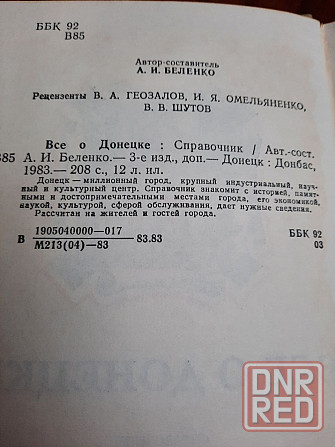 ББК 92
В85
Автор-составитель
А. И. БЕЛЕНКО
Рецензенты В. А. ГЕОЗАЛОВ, И. Я. ОМЕЛЬЯНЕНКО,
В. В. ШУТОВ
Все о Донецке : Справочник / Авт.-сост.
В85 А. И. Беленко.— 3-е изд., доп.— Донецк : Донбас,
1983.— 208 с., 12 л. ил.
Донецк — миллионный город, крупный индустриальный, науч-
ный и культурный центр. Справочник знакомит с историей, памят-
ными и достопримечательными местами города, его экономикой,
наукой, культурой, сферой обслуживания, дает нужные сведения.
Рассчитан на жителей и гостей города.
В 1905040000—017 83.83 ББК 92
М213(04)—83 03
О ДОНЕЦК
DNR
RED